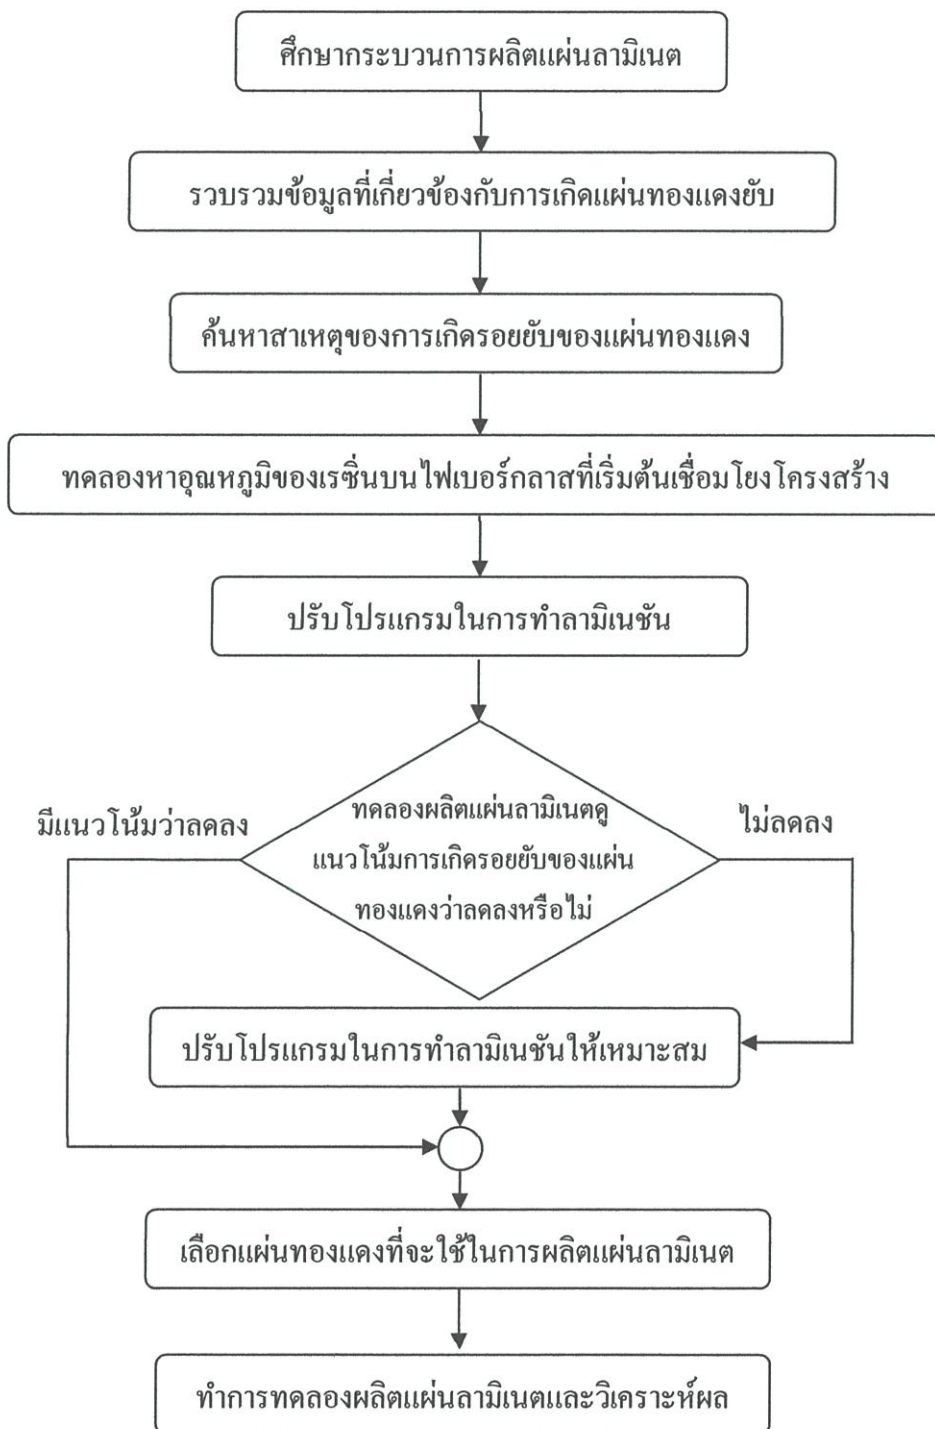 ศึกษากระบวนการผลิตแผ่นลามิเนต
รวบรวมข้อมูลที่เกี่ยวข้องกับการเกิดแผ่นทองแดงยับ
ค้นหาสาเหตุของการเกิดรอยยับของแผ่นทองแดง
ทดลองหาอุณหภูมิของเรซิ่นบนไฟเบอร์กลาสที่เริ่มต้นเชื่อมโยงโครงสร้าง
ปรับโปรแกรมในการทำลามิเนชัน
มีแนวโน้มว่าลดลง
ทดลองผลิตแผ่นลามิเนตดู
แนวโน้มการเกิดรอยยับของแผ่น
ทองแดงว่าลดลงหรือไม่
ไม่ลดลง
ปรับโปรแกรมในการทำลามิเนชันให้เหมาะสม
เลือกแผ่นทองแดงที่จะใช้ในการผลิตแผ่นลามิเนต
ทำการทดลองผลิตแผ่นลามิเนตและวิเคราะห์ผล